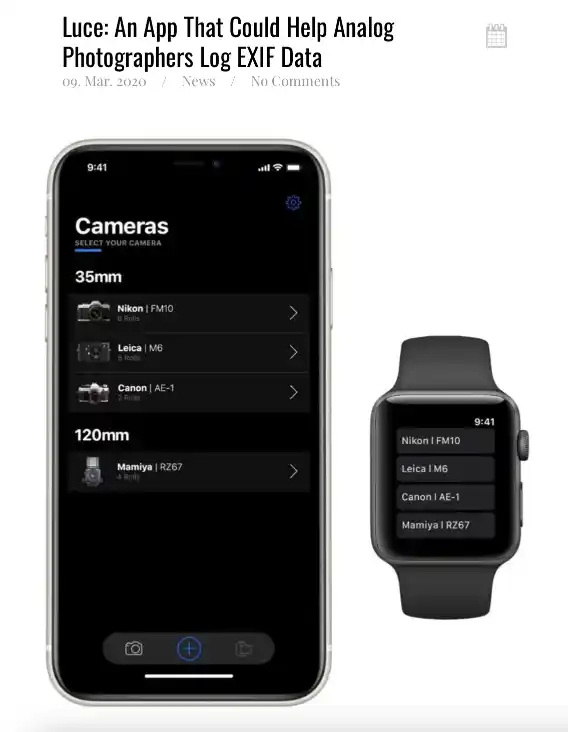 Luce: An App That Could Help Analog
Photographers Log EXIF Data
09. Mar. 2020 / News / No Comments
9:41
Cameras
SELECT YOUR CAMERA
35mm
Nikon | FM10
6 Rolls
Leica | M6
5 Rolls
Canon | AE-1
2 Rolls
120mm
Mamiya | RZ67
4 Rolls
9:41
Nikon | FM10
Leica | M6
Canon | AE-1
Mamiya | RZ67